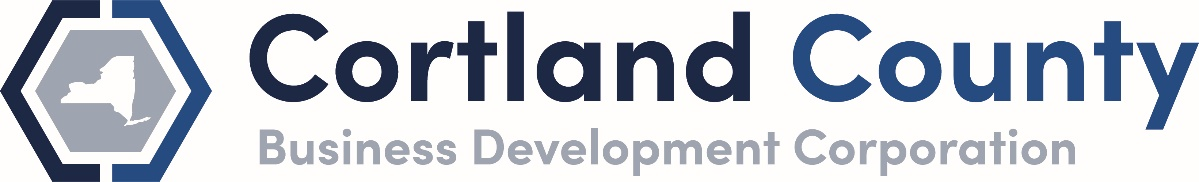 Cortland County
Business Development Corporation